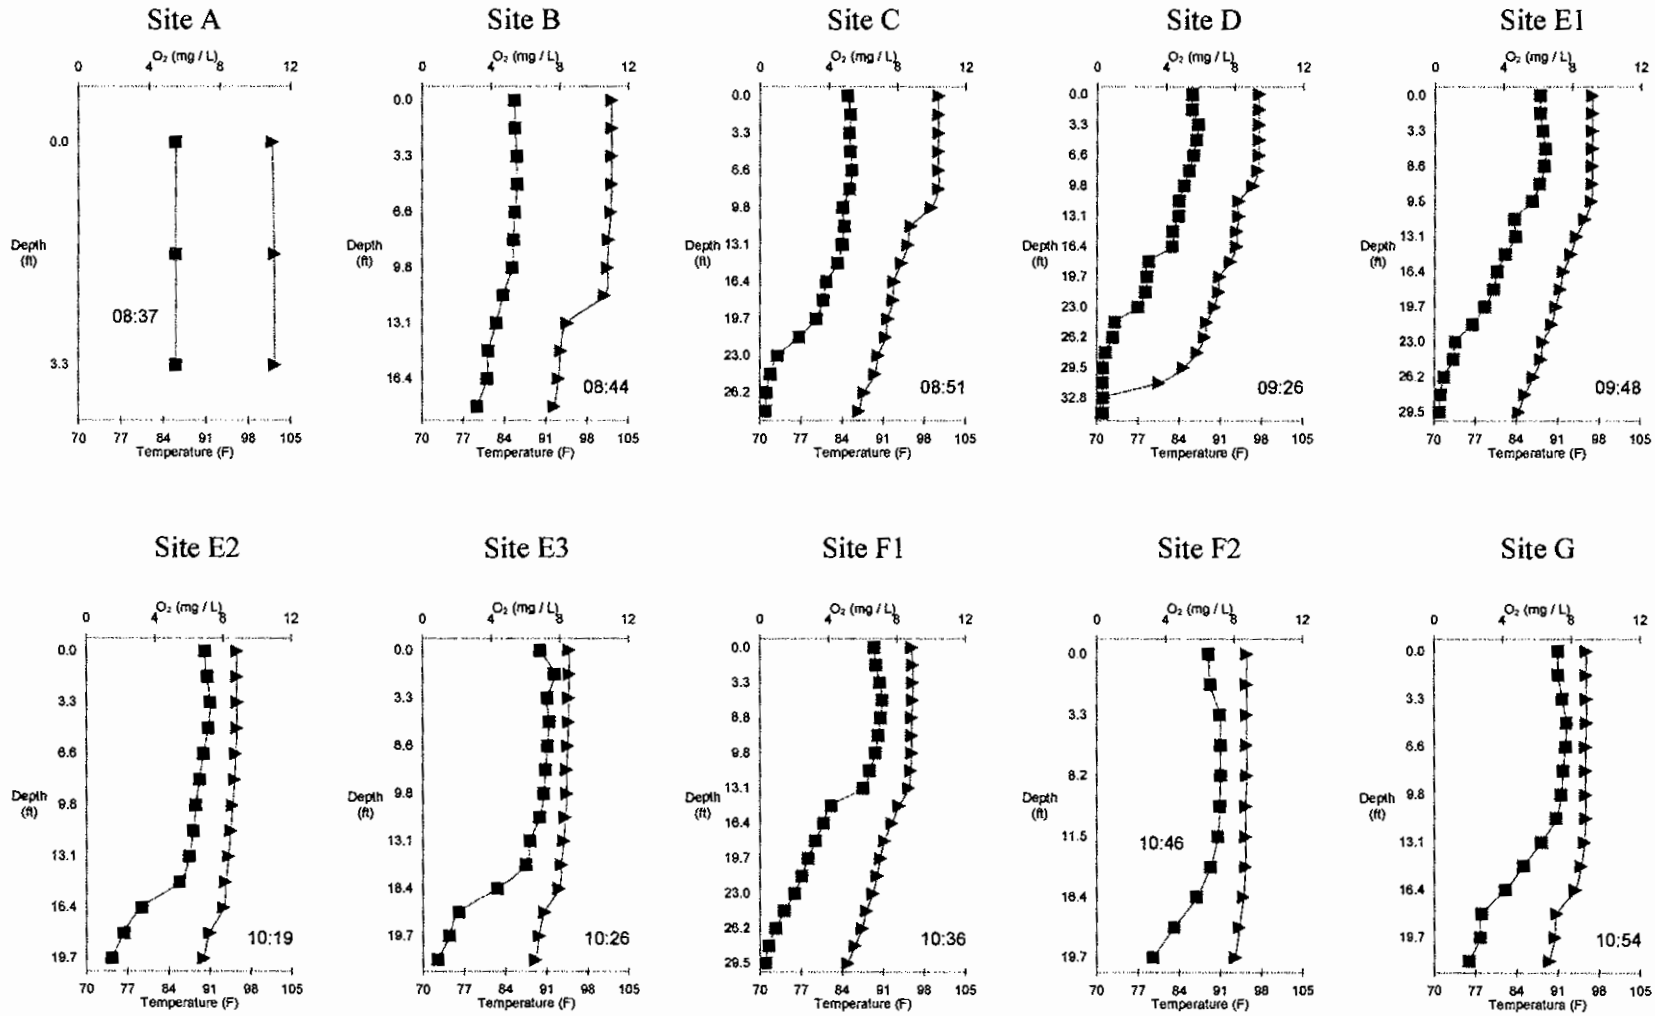 Site A
O₂ (mg / L)
0 4 8 12
0.0
3.3
Depth
(ft)
08:37
70 77 84 91 98 105
Temperature (F)
Site B
O₂ (mg / L)
0 4 8 12
0.0
3.3
6.6
9.8
13.1
16.4
Depth
(ft)
08:44
70 77 84 91 98 105
Temperature (F)
Site C
O₂ (mg / L)
0 4 8 12
0.0
3.3
6.6
9.8
13.1
16.4
19.7
23.0
26.2
Depth
(ft)
08:51
70 77 84 91 98 105
Temperature (F)
Site D
O₂ (mg / L)
0 4 8 12
0.0
3.3
6.6
9.8
13.1
16.4
19.7
23.0
26.2
29.5
32.8
Depth
(ft)
09:26
70 77 84 91 98 105
Temperature (F)
Site E1
O₂ (mg / L)
0 4 8 12
0.0
3.3
6.6
9.6
13.1
16.4
19.7
23.0
26.2
29.5
Depth
(ft)
09:48
70 77 84 91 98 105
Temperature (F)
Site E2
O₂ (mg / L)
0 4 8 12
0.0
3.3
6.6
9.8
13.1
16.4
19.7
Depth
(ft)
10:19
70 77 84 91 98 105
Temperature (F)
Site E3
O₂ (mg / L)
0 4 8 12
0.0
3.3
8.6
9.8
13.1
18.4
19.7
Depth
(ft)
10:26
70 77 84 91 98 105
Temperature (F)
Site F1
O₂ (mg / L)
0 4 8 12
0.0
3.3
8.8
9.8
13.1
16.4
19.7
23.0
26.2
29.5
Depth
(ft)
10:36
70 77 84 91 98 105
Temperature (F)
Site F2
O₂ (mg / L)
0 4 8 12
0.0
3.3
8.2
11.5
18.4
19.7
Depth
(ft)
10:46
70 77 84 91 98 105
Temperature (F)
Site G
O₂ (mg / L)
0 4 8 12
0.0
3.3
6.6
9.8
13.1
16.4
19.7
Depth
(ft)
10:54
70 77 84 91 98 105
Temperatura (F)